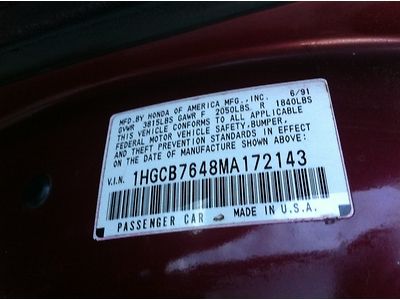 MFD.BY HONDA OF AMERICA MFG.,INC. 6/91
GVWR 3815LBS GAWR F 2050LBS R 1840LBS
THIS VEHICLE CONFORMS TO ALL APPLICABLE
FEDERAL MOTOR VEHICLE SAFETY,BUMPER,
AND THEFT PREVENTION STANDARDS IN EFFECT
ON THE DATE OF MANUFACTURE SHOWN ABOVE
V.I.N. 1HGCB7648MA172143
PASSENGER CAR MADE IN U.S.A.